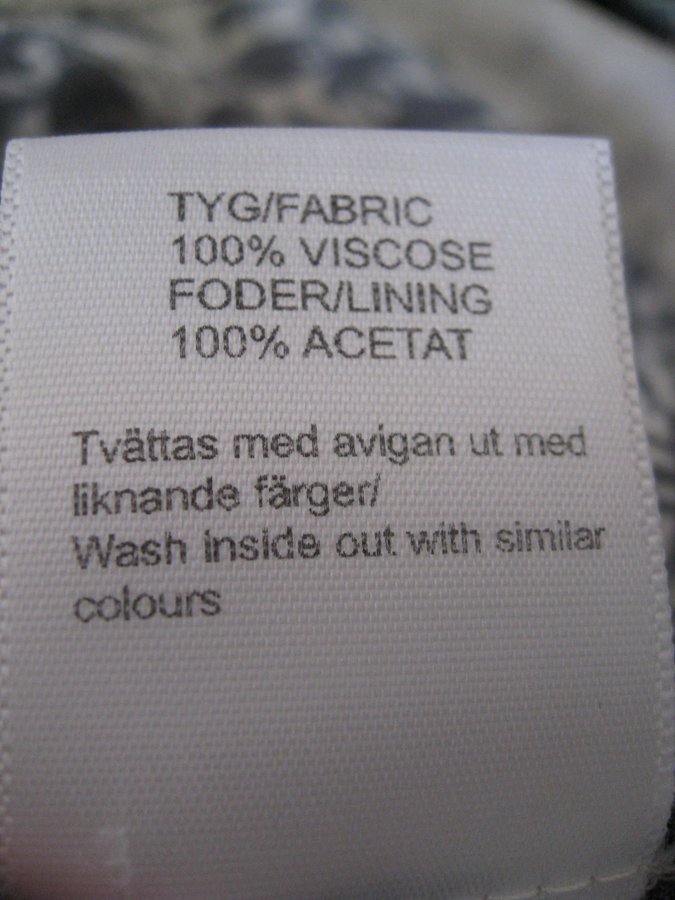 TYG/FABRIC
100% VISCOSE
FODER/LINING
100% ACETAT
Tvättas med avigan ut med
liknande färger/
Wash inside out with similar
colours